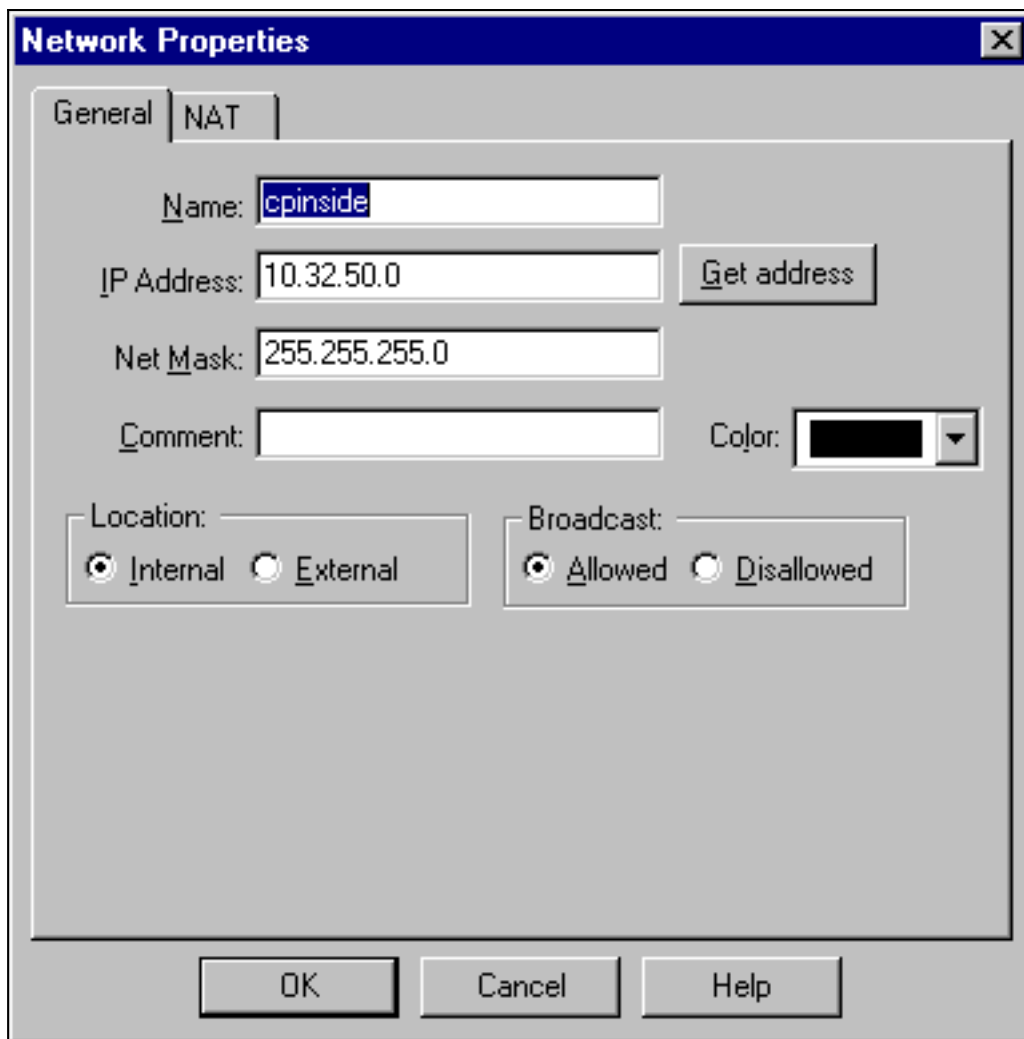 Network Properties
General NAT
Name: cpinside
IP Address: 10.32.50.0 Get address
Net Mask: 255.255.255.0
Comment: Color:
Location: Broadcast:
Internal External Allowed Disallowed
OK Cancel Help